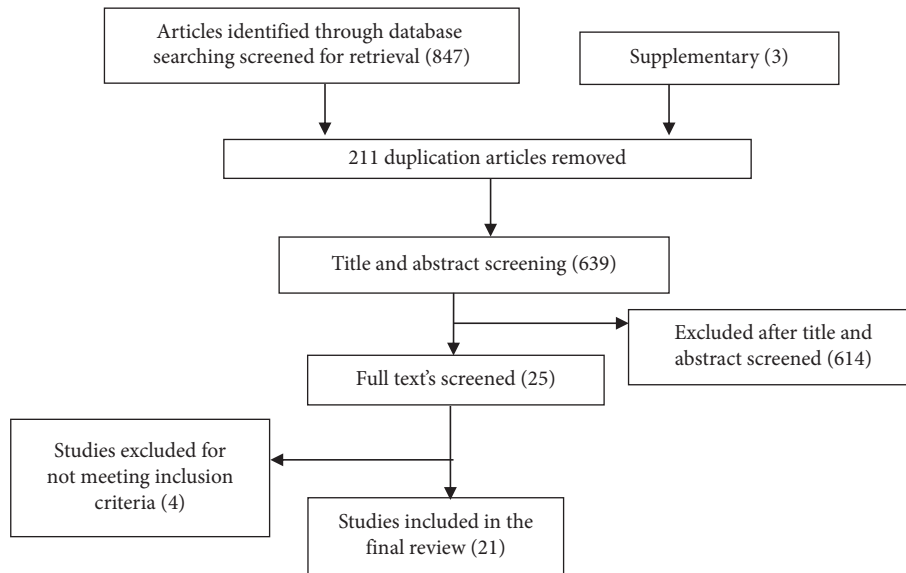 Articles identified through database
searching screened for retrieval (847)
Supplementary (3)
211 duplication articles removed
Title and abstract screening (639)
Excluded after title and
abstract screened (614)
Full text's screened (25)
Studies excluded for
not meeting inclusion
criteria (4)
Studies included in the
final review (21)